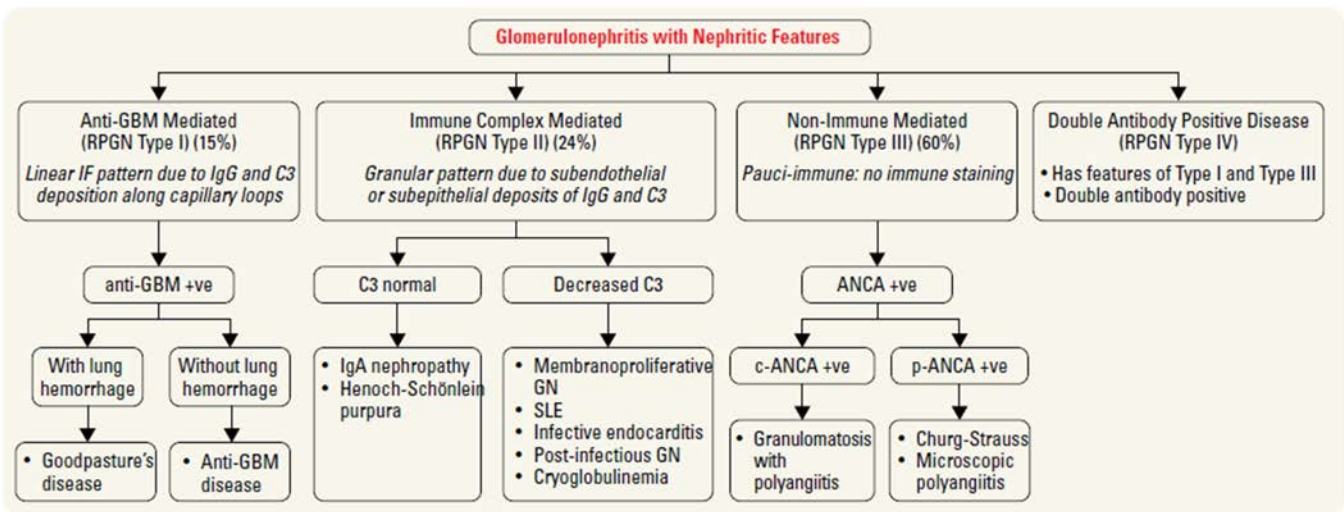 Glomerulonephritis with Nephritic Features
Anti-GBM Mediated
(RPGN Type I) (15%)
Linear IF pattern due to IgG and C3
deposition along capillary loops
Immune Complex Mediated
(RPGN Type II) (24%)
Granular pattern due to subendothelial
or subepithelial deposits of IgG and C3
Non-Immune Mediated
(RPGN Type III) (60%)
Pauci-immune: no immune staining
Double Antibody Positive Disease
(RPGN Type IV)
• Has features of Type I and Type III
• Double antibody positive
anti-GBM +ve
C3 normal
Decreased C3
ANCA +ve
With lung
hemorrhage
Without lung
hemorrhage
• IgA nephropathy
• Henoch-Schönlein
purpura
• Membranoproliferative
GN
• SLE
• Infective endocarditis
• Post-infectious GN
• Cryoglobulinemia
c-ANCA +ve
p-ANCA +ve
• Goodpasture's
disease
• Anti-GBM
disease
• Granulomatosis
with
polyangiitis
• Churg-Strauss
• Microscopic
polyangiitis